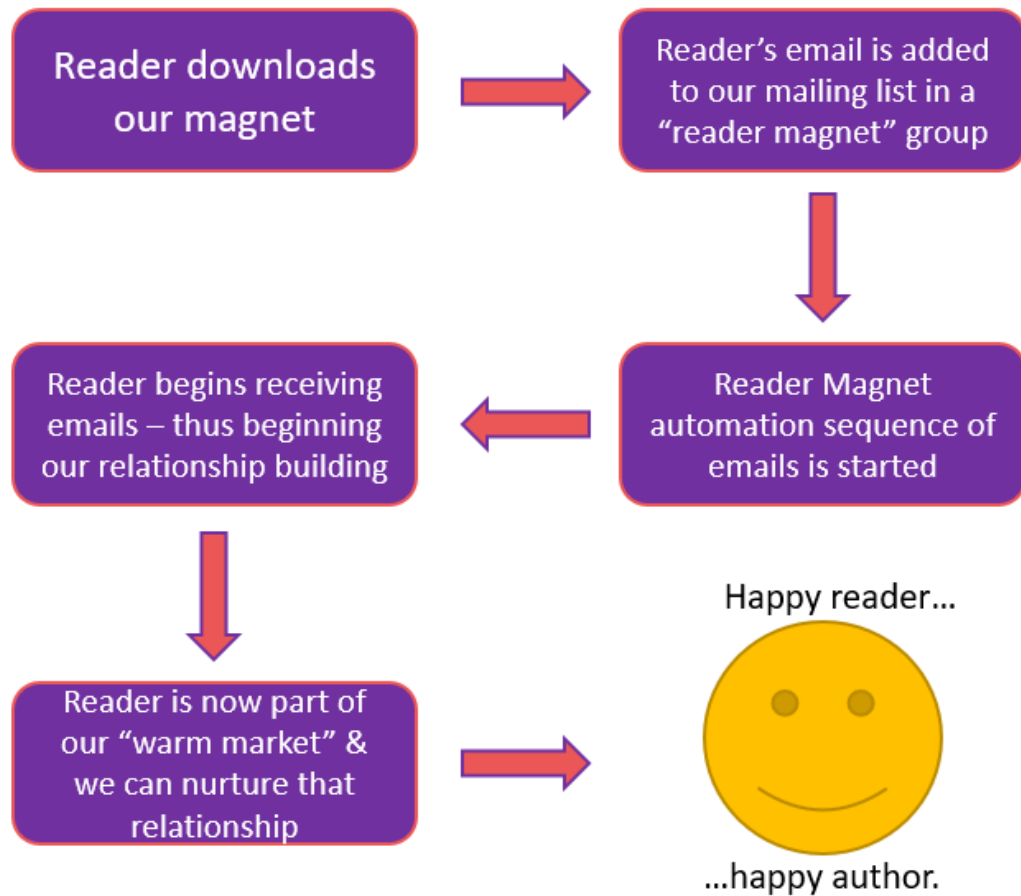 Reader downloads
our magnet
Reader’s email is added
to our mailing list in a
“reader magnet” group
Reader Magnet
automation sequence of
emails is started
Reader begins receiving
emails – thus beginning
our relationship building
Reader is now part of
our “warm market” &
we can nurture that
relationship
Happy reader…
…happy author.